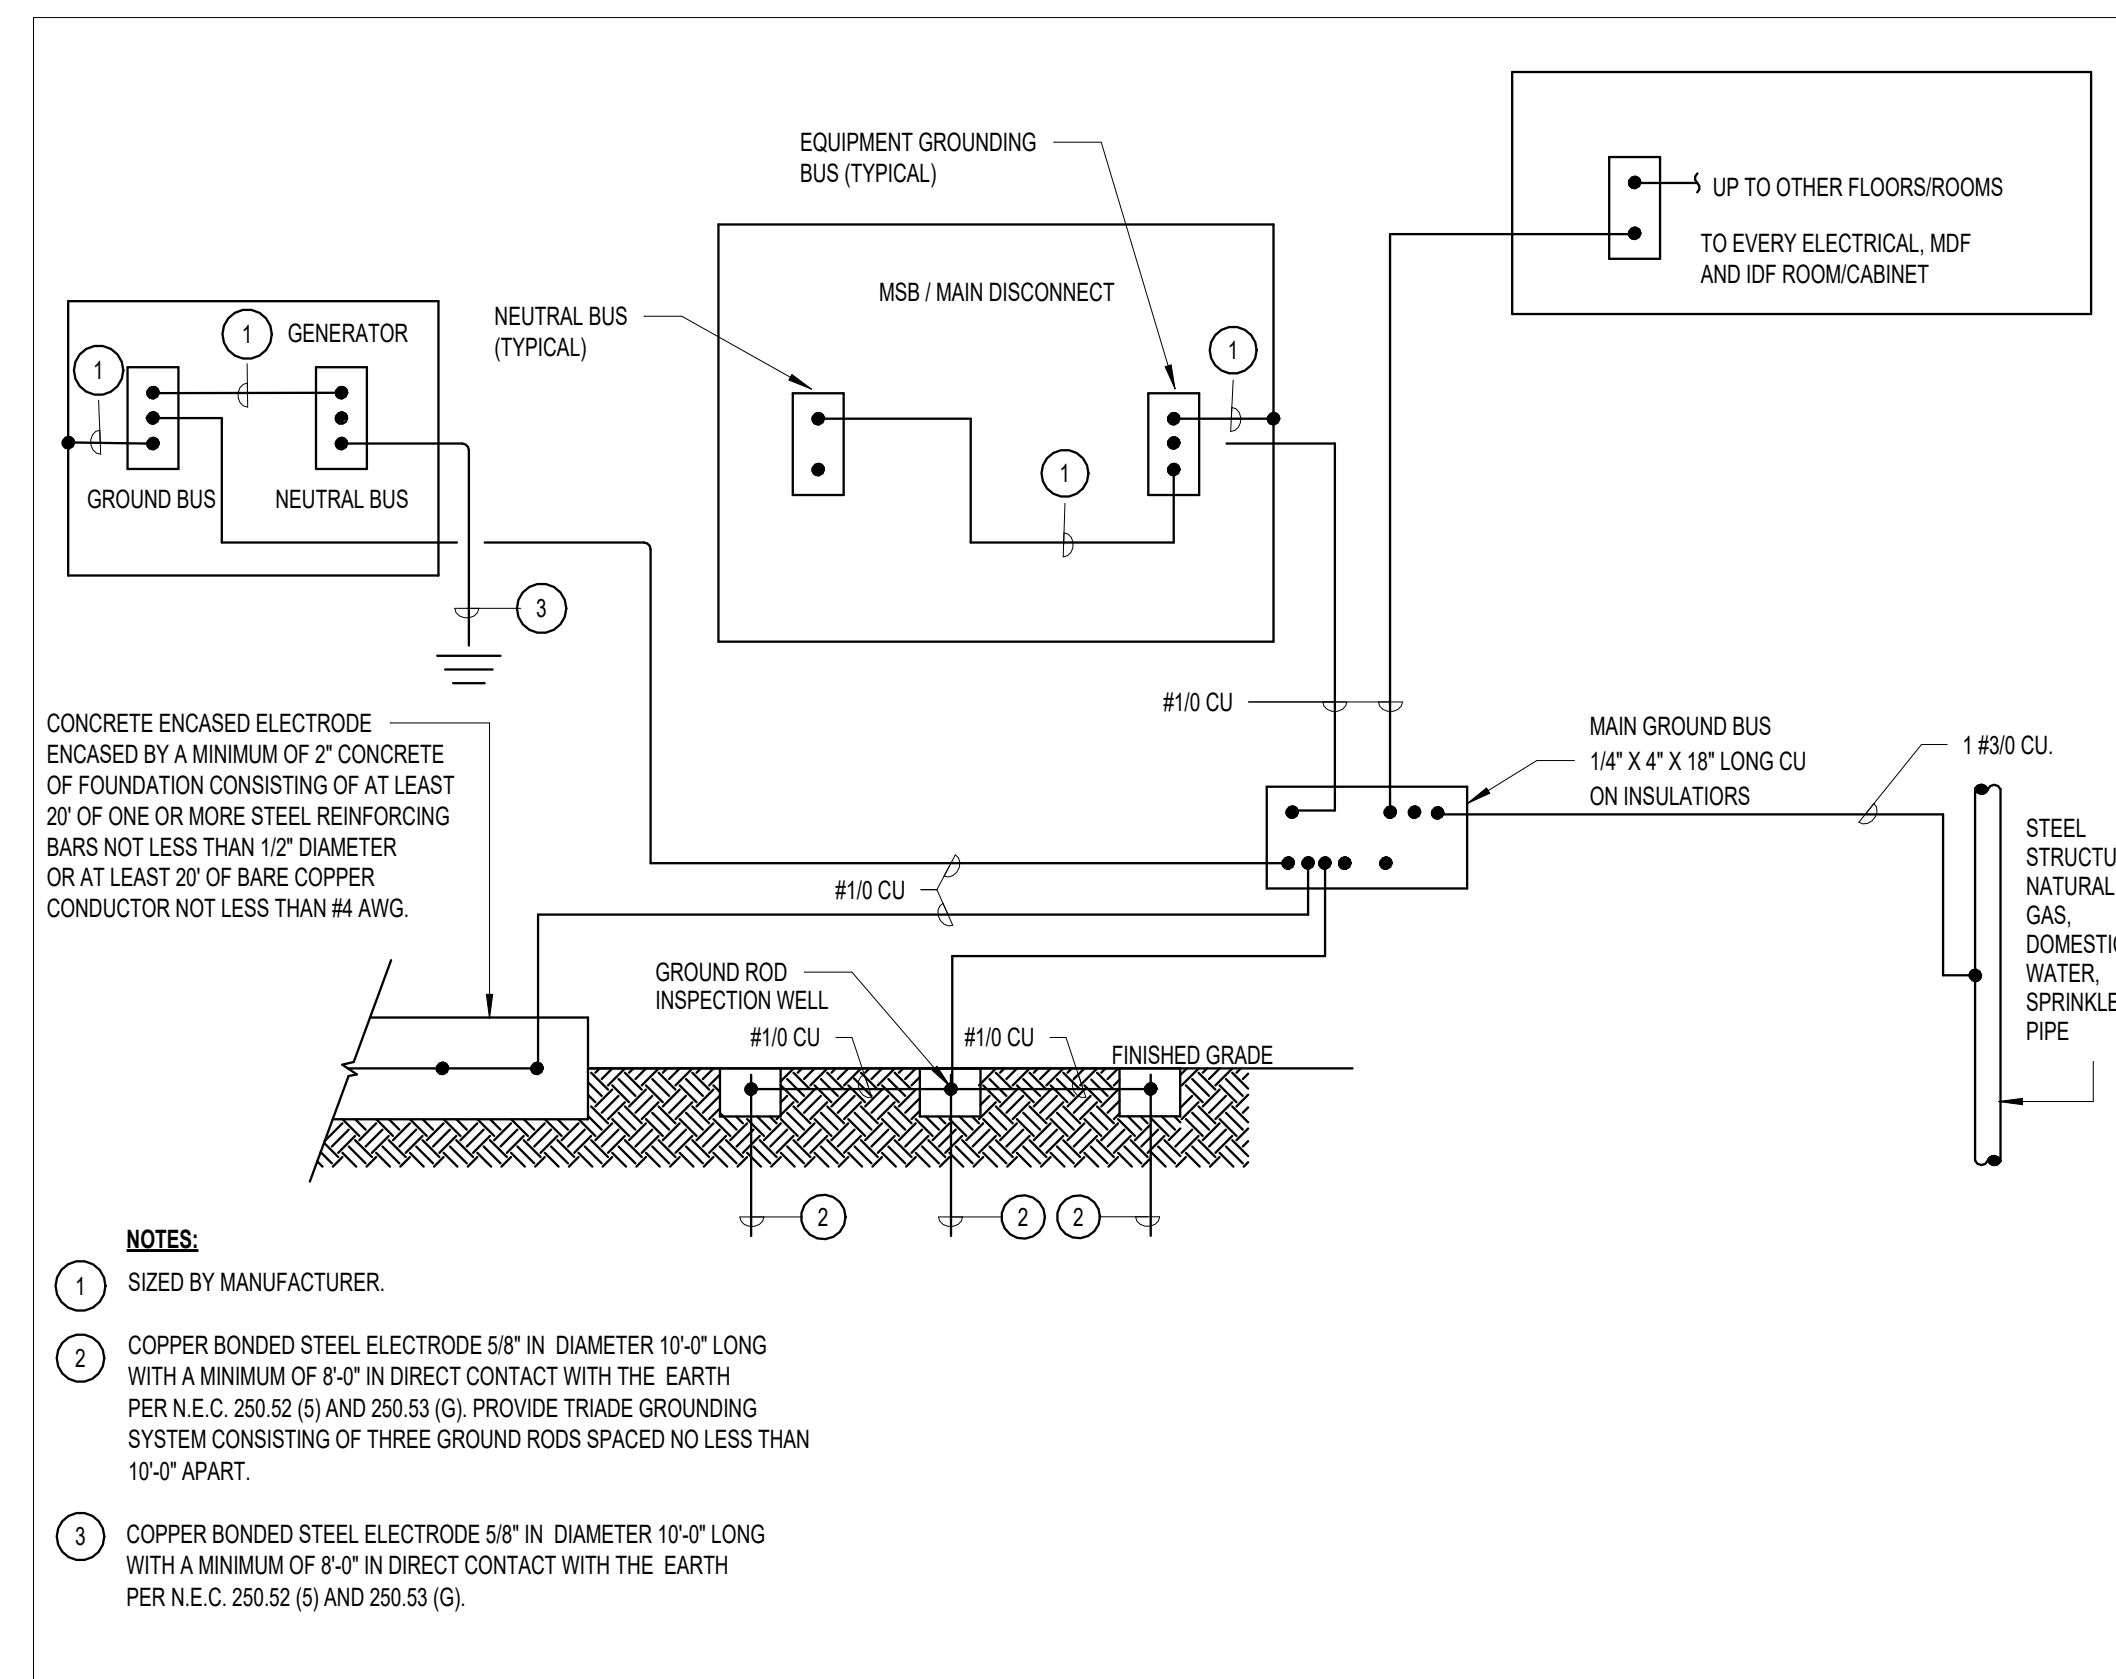 EQUIPMENT GROUNDING
BUS (TYPICAL)
UP TO OTHER FLOORS/ROOMS
TO EVERY ELECTRICAL, MDF
AND IDF ROOM/CABINET
MSB / MAIN DISCONNECT
NEUTRAL BUS
(TYPICAL)
1
GENERATOR
1
1
1
GROUND BUS
NEUTRAL BUS
3
#1/0 CU
CONCRETE ENCASED ELECTRODE
ENCASED BY A MINIMUM OF 2" CONCRETE
OF FOUNDATION CONSISTING OF AT LEAST
20' OF ONE OR MORE STEEL REINFORCING
BARS NOT LESS THAN 1/2" DIAMETER
OR AT LEAST 20' OF BARE COPPER
CONDUCTOR NOT LESS THAN #4 AWG.
MAIN GROUND BUS
1/4" X 4" X 18" LONG CU
ON INSULATIORS
1 #3/0 CU.
STEEL
STRUCTU
NATURAL
GAS,
DOMESTIC
WATER,
SPRINKLE
PIPE
#1/0 CU
GROUND ROD
INSPECTION WELL
#1/0 CU
#1/0 CU
FINISHED GRADE
2
2
2
NOTES:
1 SIZED BY MANUFACTURER.
2 COPPER BONDED STEEL ELECTRODE 5/8" IN DIAMETER 10'-0" LONG
WITH A MINIMUM OF 8'-0" IN DIRECT CONTACT WITH THE EARTH
PER N.E.C. 250.52 (5) AND 250.53 (G). PROVIDE TRIADE GROUNDING
SYSTEM CONSISTING OF THREE GROUND RODS SPACED NO LESS THAN
10'-0" APART.
3 COPPER BONDED STEEL ELECTRODE 5/8" IN DIAMETER 10'-0" LONG
WITH A MINIMUM OF 8'-0" IN DIRECT CONTACT WITH THE EARTH
PER N.E.C. 250.52 (5) AND 250.53 (G).